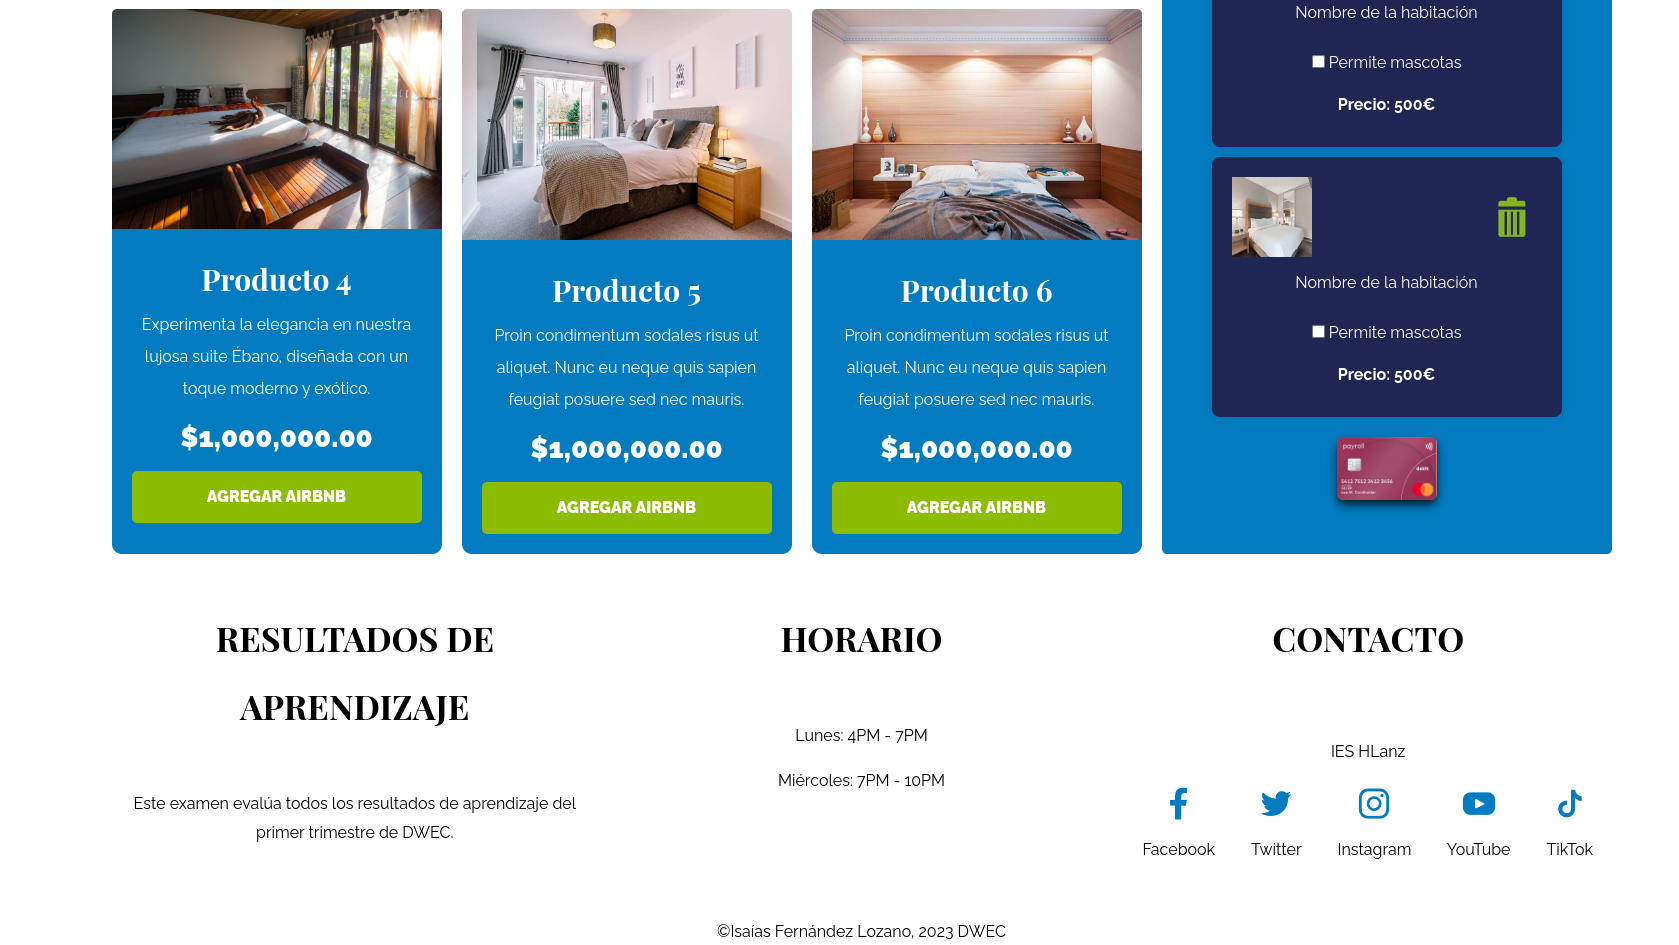 Nombre de la habitación
Permite mascotas
Precio: 500€
Nombre de la habitación
Permite mascotas
Precio: 500€
payroll
debit
5412 7512 3412 3456
Producto 4
Experimenta la elegancia en nuestra
lujosa suite Ébano, diseñada con un
toque moderno y exótico.
$1,000,000.00
AGREGAR AIRBNB
Producto 5
Proin condimentum sodales risus ut
aliquet. Nunc eu neque quis sapien
feugiat posuere sed nec mauris.
$1,000,000.00
AGREGAR AIRBNB
Producto 6
Proin condimentum sodales risus ut
aliquet. Nunc eu neque quis sapien
feugiat posuere sed nec mauris.
$1,000,000.00
AGREGAR AIRBNB
RESULTADOS DE
APRENDIZAJE
Este examen evalúa todos los resultados de aprendizaje del
primer trimestre de DWEC.
HORARIO
Lunes: 4PM - 7PM
Miércoles: 7PM - 10PM
CONTACTO
IES HLanz
Facebook
Twitter
Instagram
YouTube
TikTok
©Isaías Fernández Lozano, 2023 DWEC